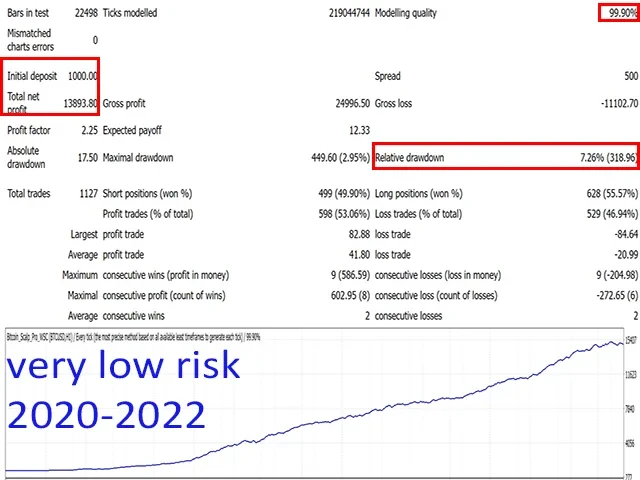 Bars in test 22498 Ticks modelled 219044744 Modelling quality 99.90%
Mismatched
charts errors 0
Initial deposit 1000.00 Spread 500
Total net
profit 13893.80 Gross profit 24996.50 Gross loss -11102.70
Profit factor 2.25 Expected payoff 12.33
Absolute
drawdown 17.50 Maximal drawdown 449.60 (2.95%) Relative drawdown 7.26% (318.96)
Total trades 1127 Short positions (won %) 499 (49.90%) Long positions (won %) 628 (55.57%)
Profit trades (% of total) 598 (53.06%) Loss trades (% of total) 529 (46.94%)
Largest profit trade 82.88 loss trade -84.64
Average profit trade 41.80 loss trade -20.99
Maximum consecutive wins (profit in money) 9 (586.59) consecutive losses (loss in money) 9 (-204.98)
Maximal consecutive profit (count of wins) 602.95 (8) consecutive loss (count of losses) -272.65 (6)
Average consecutive wins 2 consecutive losses 2
Bitcoin_Scalp_Pro_WSC (BTCUSD,H1) / Every tick (the most precise method based on all available least timeframes to generate each tick) / 99.90%
15407
very low risk
11623
2020-2022
7840
4056
272